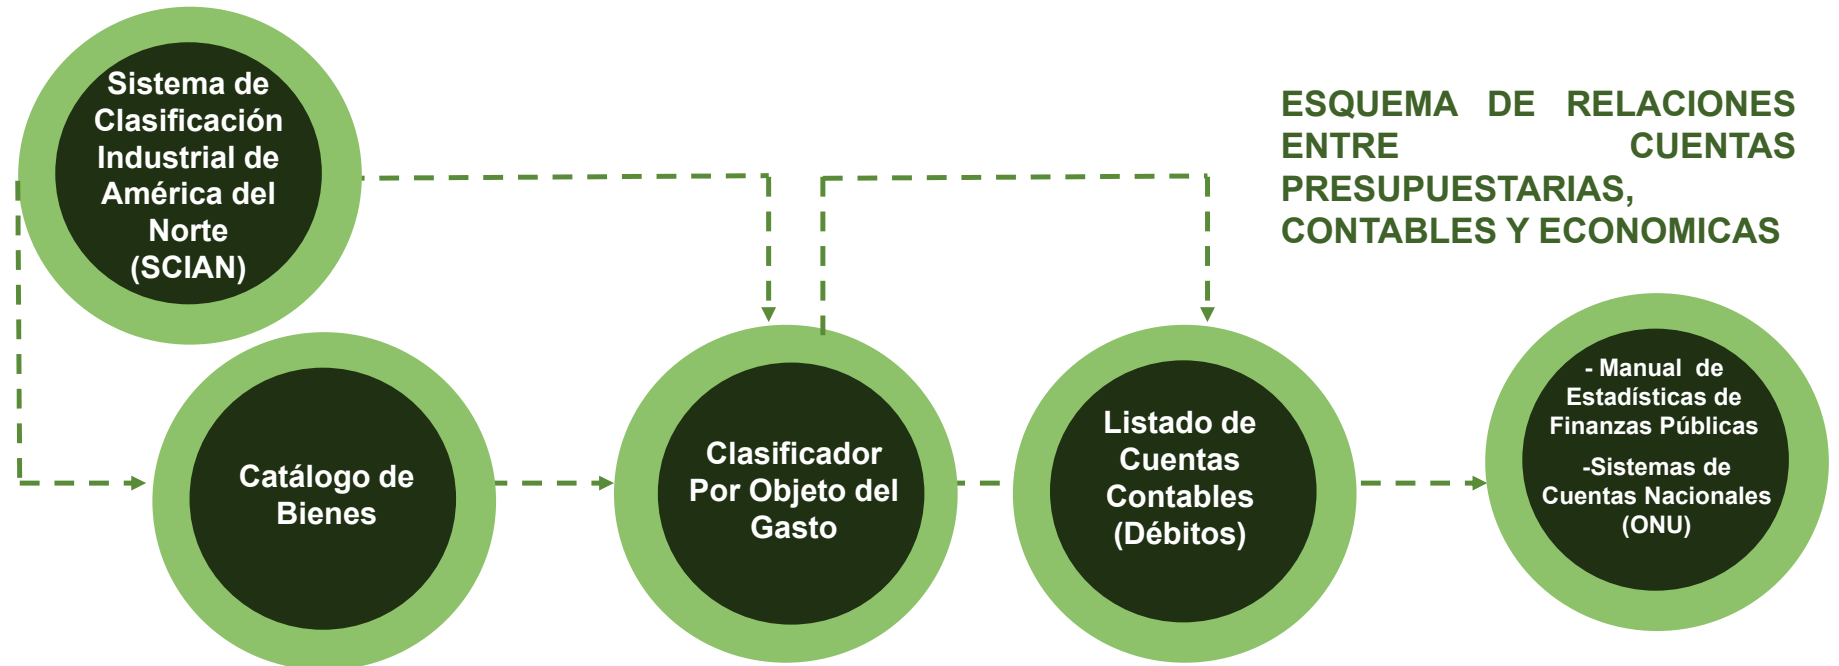 Sistema de
Clasificación
Industrial de
América del
Norte
(SCIAN)
ESQUEMA DE RELACIONES
ENTRE CUENTAS
PRESUPUESTARIAS,
CONTABLES Y ECONOMICAS
Catálogo de
Bienes
Clasificador
Por Objeto del
Gasto
Listado de
Cuentas
Contables
(Débitos)
- Manual de
Estadísticas de
Finanzas Públicas
-Sistemas de
Cuentas Nacionales
(ONU)